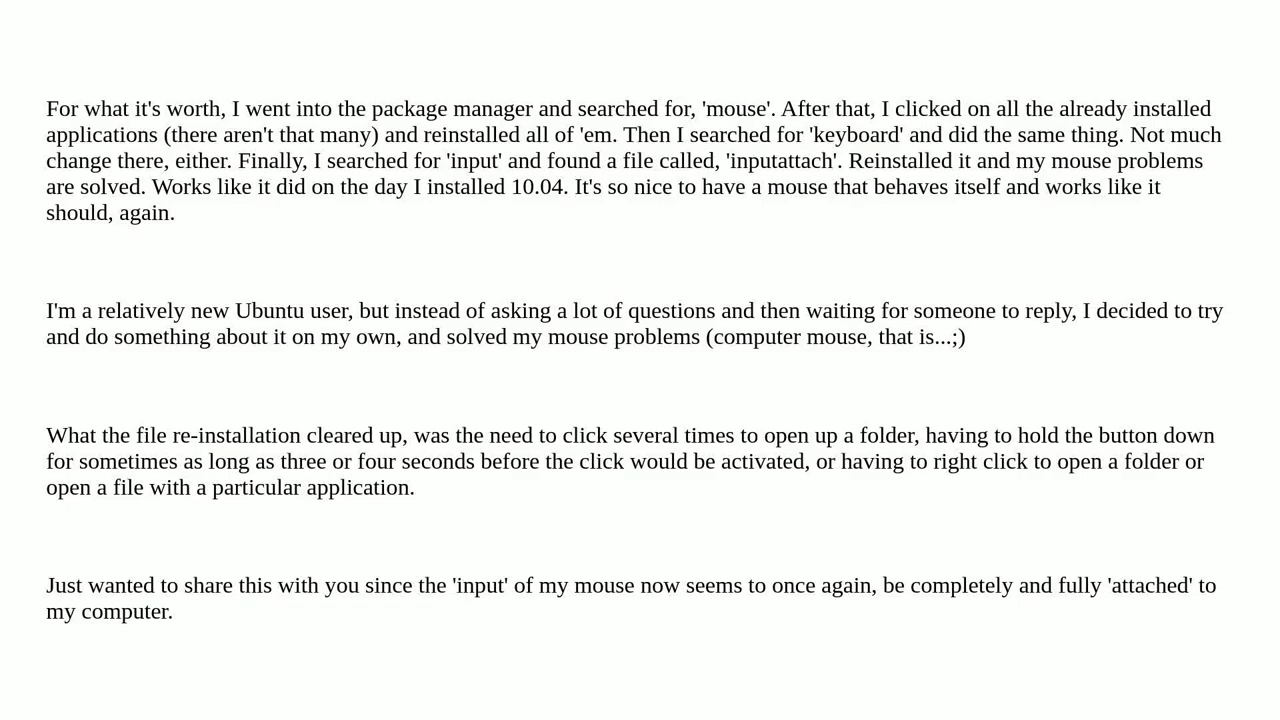 For what it's worth, I went into the package manager and searched for, 'mouse'. After that, I clicked on all the already installed
applications (there aren't that many) and reinstalled all of 'em. Then I searched for 'keyboard' and did the same thing. Not much
change there, either. Finally, I searched for 'input' and found a file called, 'inputattach'. Reinstalled it and my mouse problems
are solved. Works like it did on the day I installed 10.04. It's so nice to have a mouse that behaves itself and works like it
should, again.
I'm a relatively new Ubuntu user, but instead of asking a lot of questions and then waiting for someone to reply, I decided to try
and do something about it on my own, and solved my mouse problems (computer mouse, that is...;)
What the file re-installation cleared up, was the need to click several times to open up a folder, having to hold the button down
for sometimes as long as three or four seconds before the click would be activated, or having to right click to open a folder or
open a file with a particular application.
Just wanted to share this with you since the 'input' of my mouse now seems to once again, be completely and fully 'attached' to
my computer.